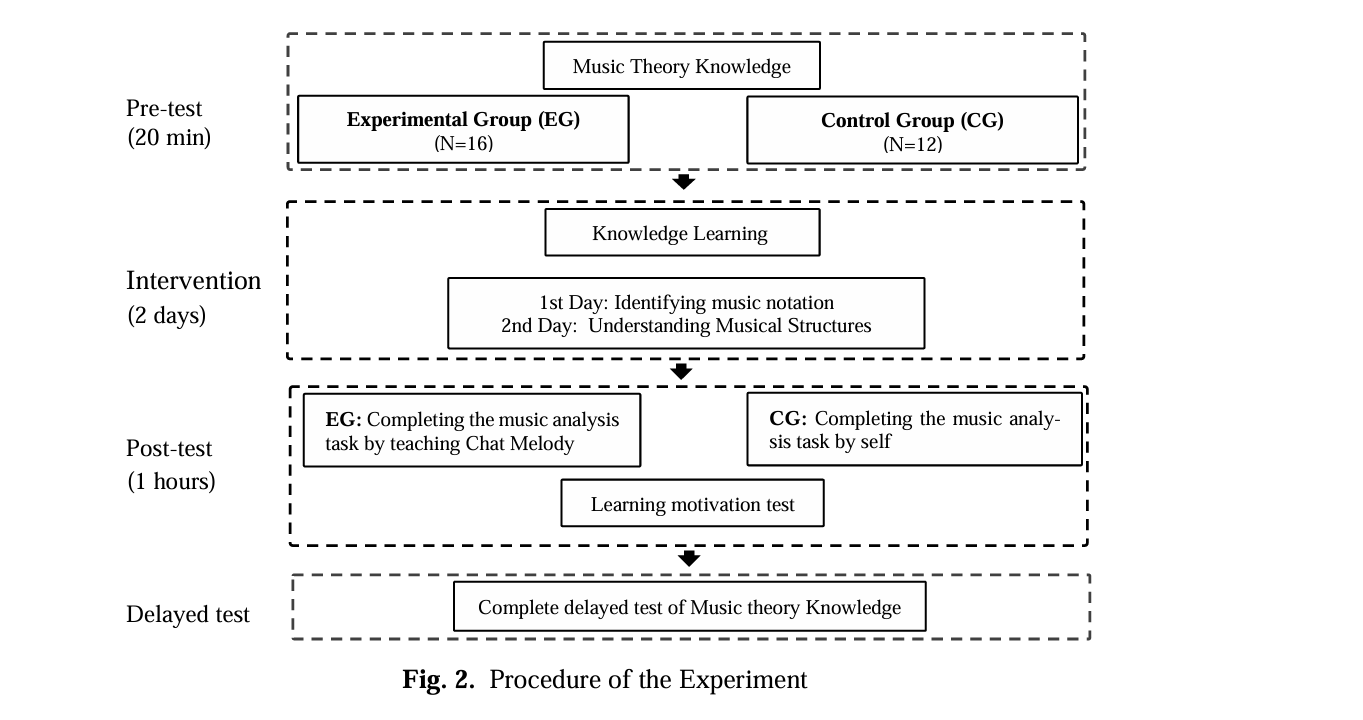 Music Theory Knowledge
Pre-test
(20 min)
Experimental Group (EG)
(N=16)
Control Group (CG)
(N=12)
Knowledge Learning
Intervention
(2 days)
1st Day: Identifying music notation
2nd Day: Understanding Musical Structures
Post-test
(1 hours)
EG: Completing the music analysis
task by teaching Chat Melody
CG: Completing the music analy-
sis task by self
Learning motivation test
Delayed test
Complete delayed test of Music theory Knowledge
Fig. 2. Procedure of the Experiment